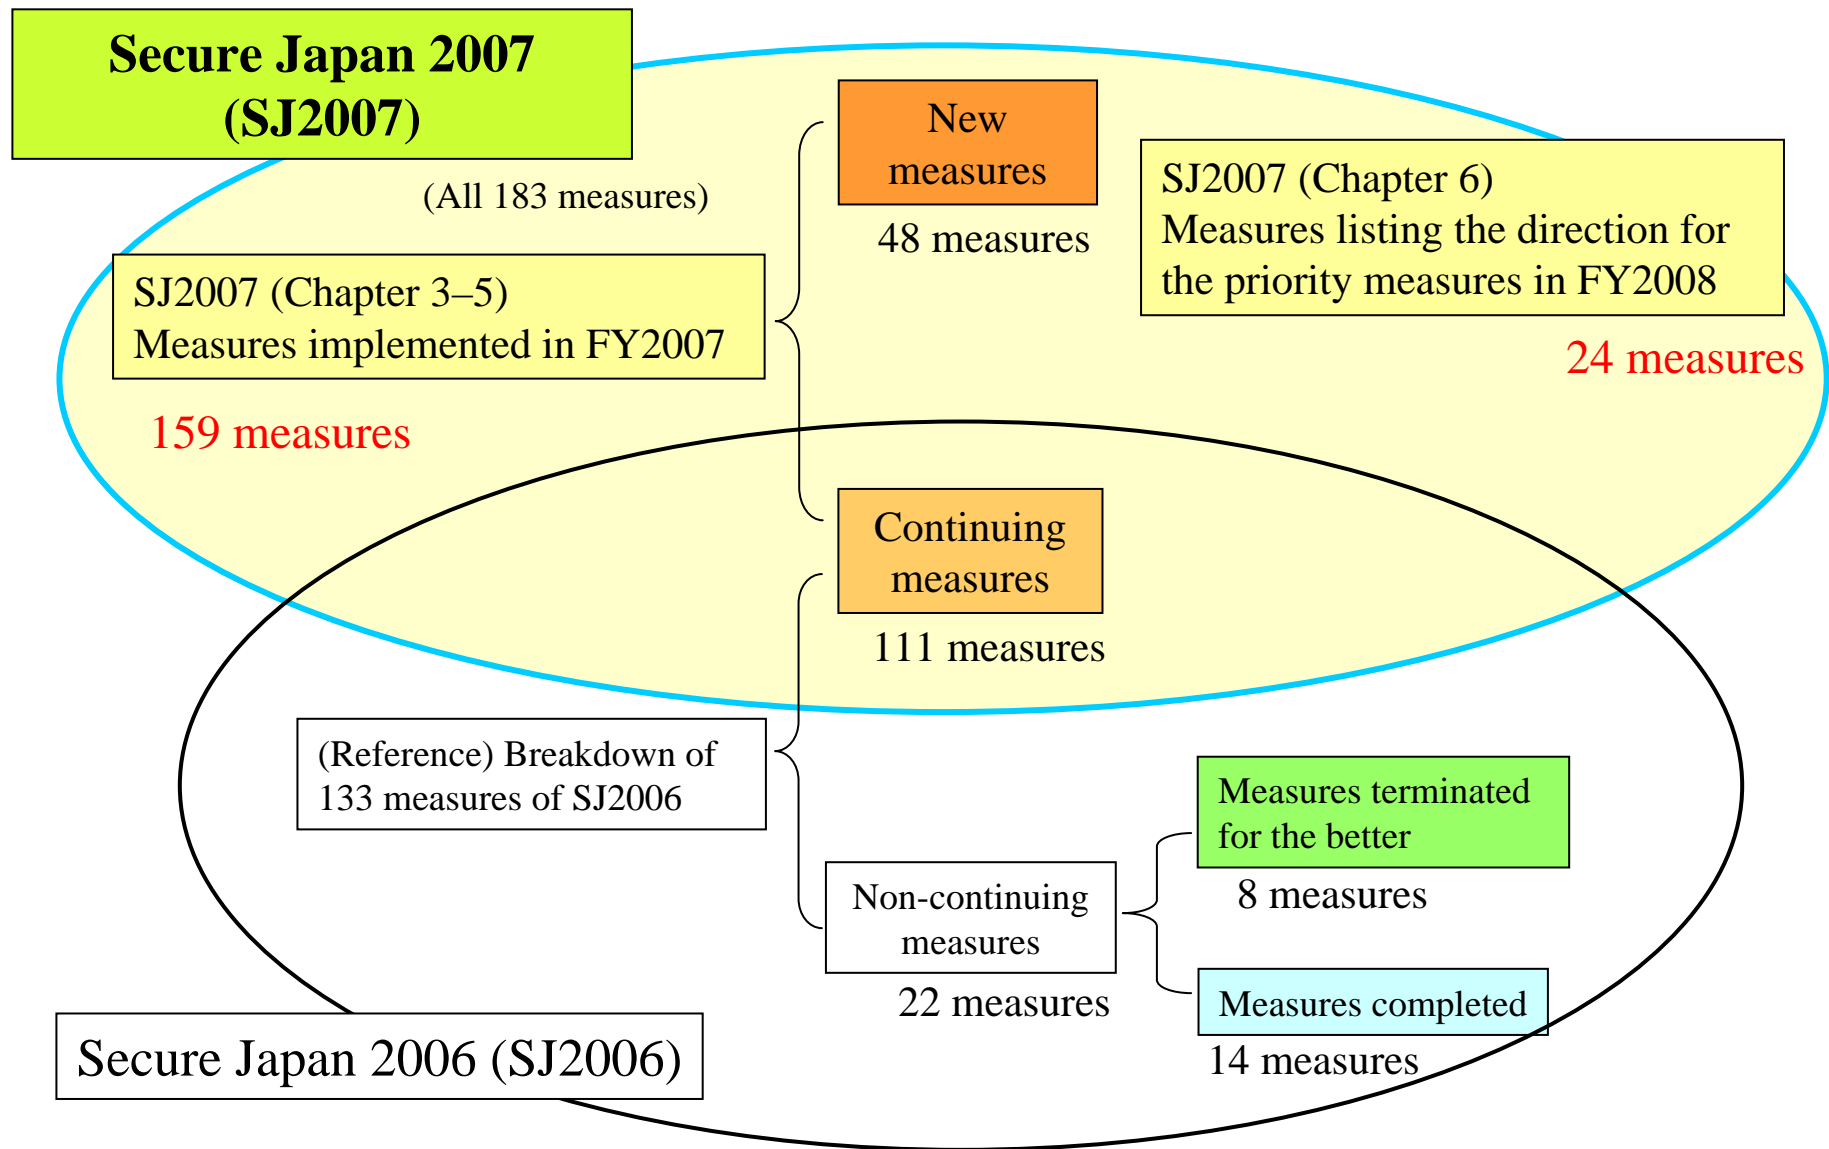 Secure Japan 2007
(SJ2007)
(All 183 measures)
New
measures
48 measures
SJ2007 (Chapter 6)
Measures listing the direction for
the priority measures in FY2008
24 measures
SJ2007 (Chapter 3–5)
Measures implemented in FY2007
159 measures
Continuing
measures
111 measures
(Reference) Breakdown of
133 measures of SJ2006
Measures terminated
for the better
8 measures
Non-continuing
measures
22 measures
Measures completed
14 measures
Secure Japan 2006 (SJ2006)